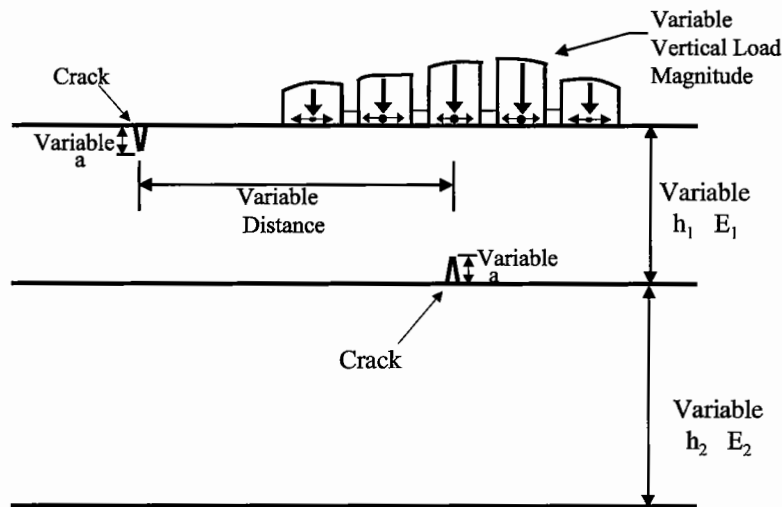 Variable
Vertical Load
Magnitude
Crack
Variable
a
Variable
Distance
Variable
h₁ E₁
Variable
a
Crack
Variable
h₂ E₂